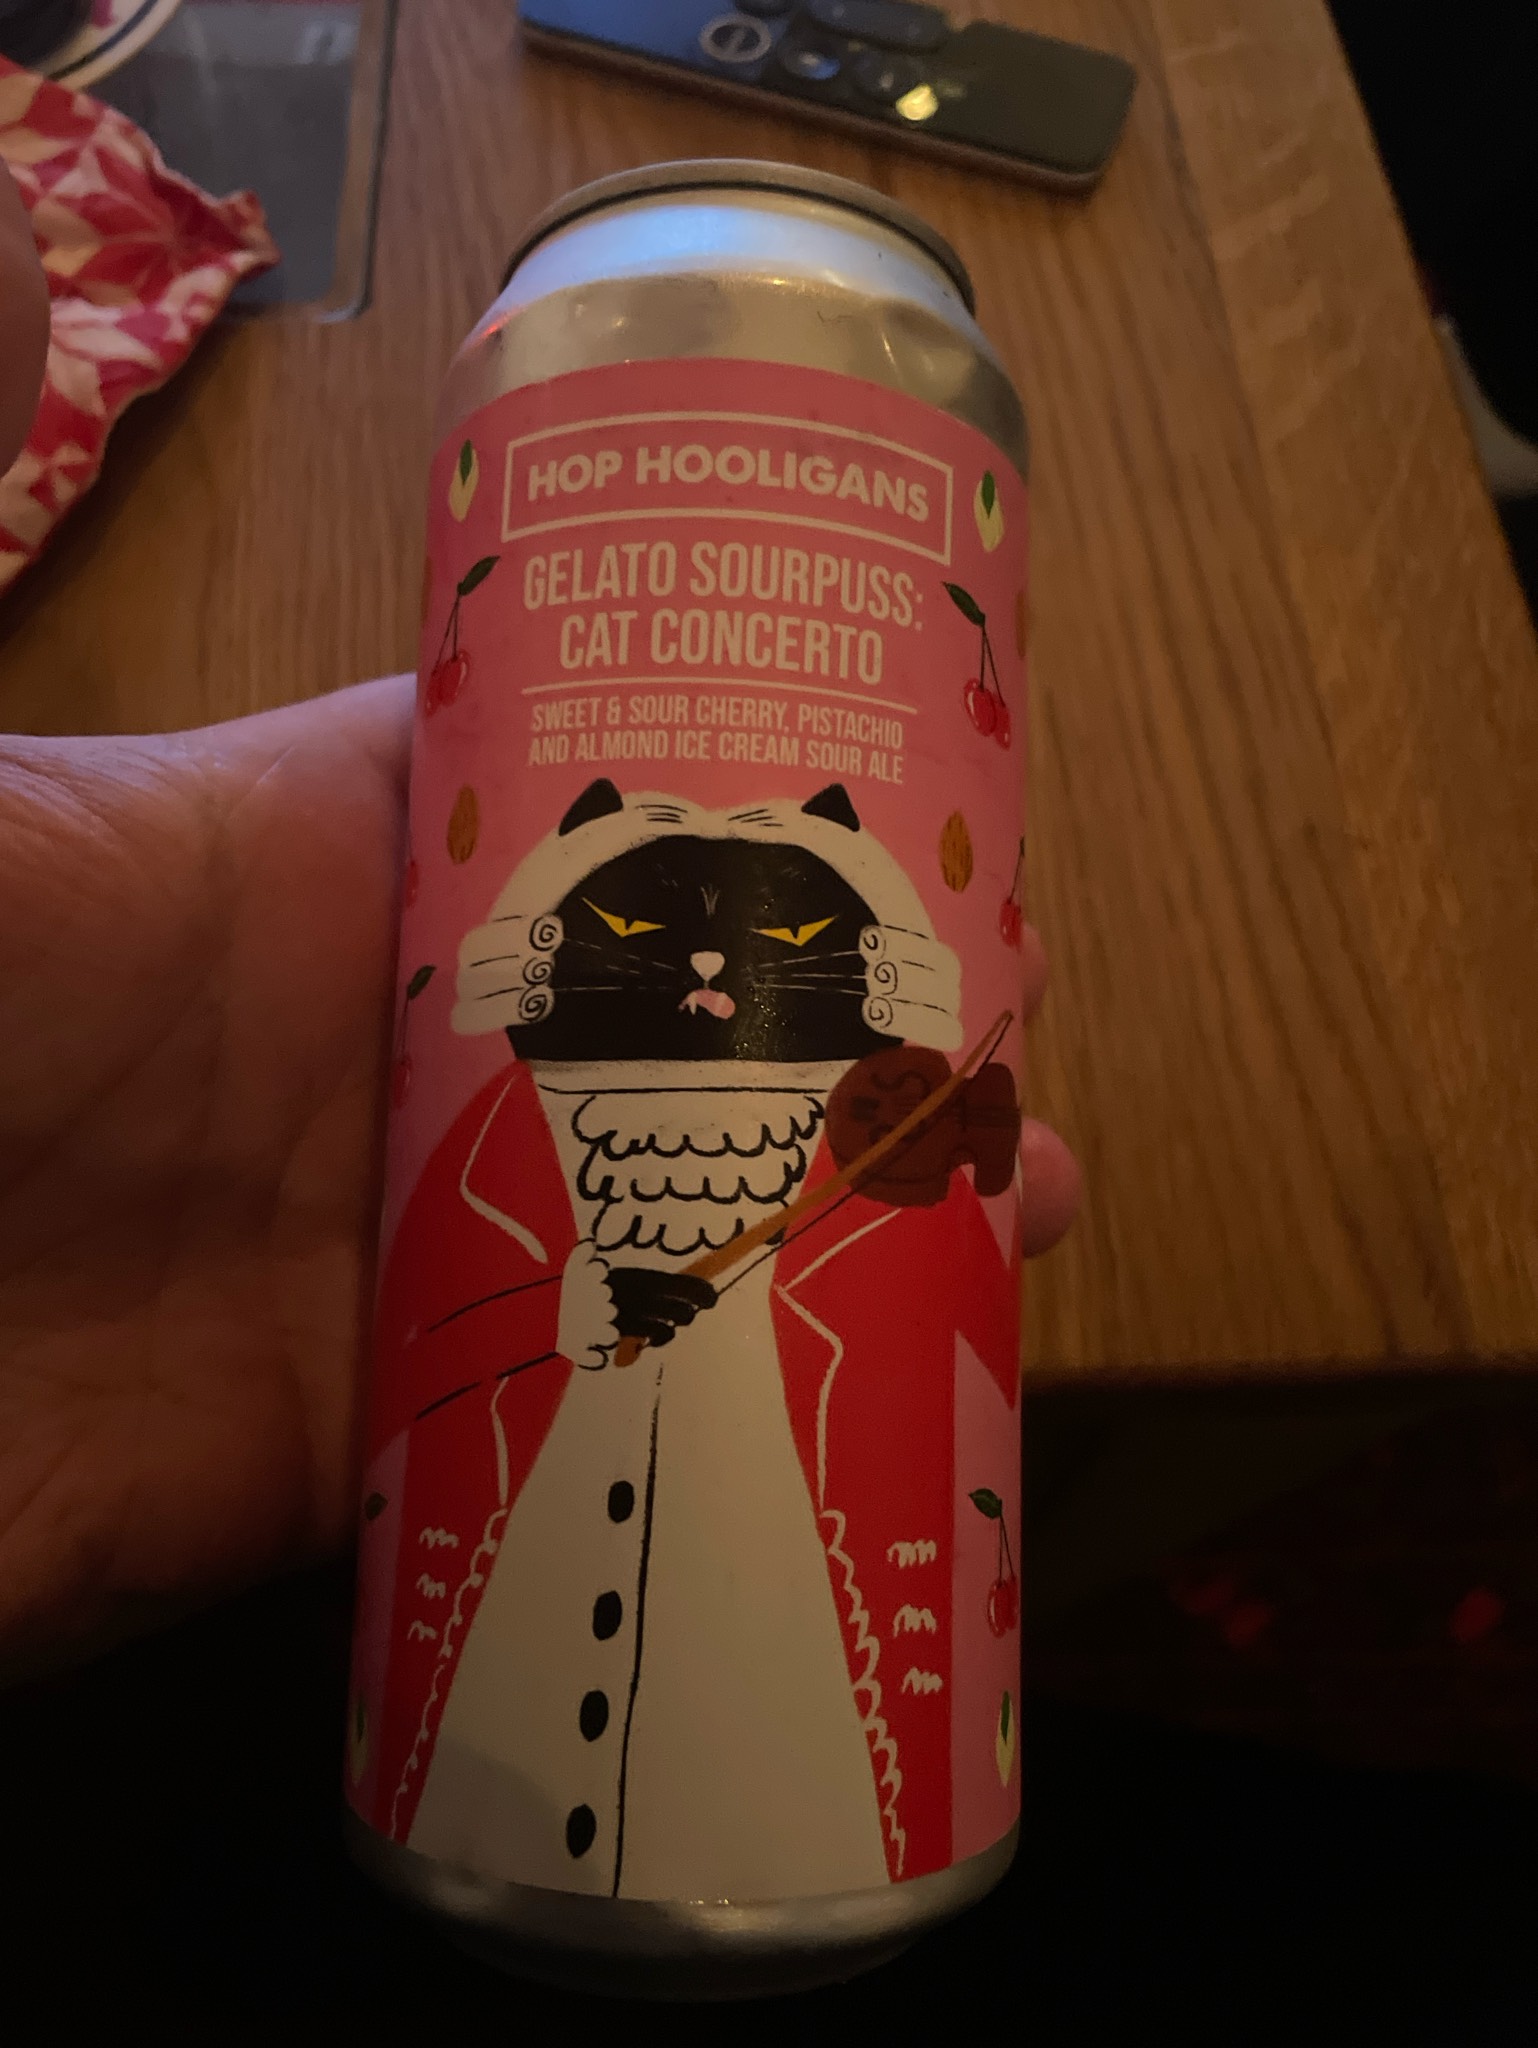 HOP HOOLIGANS
GELATO SOURPUSS:
CAT CONCERTO
SWEET & SOUR CHERRY, PISTACHIO
AND ALMOND ICE CREAM SOUR ALE